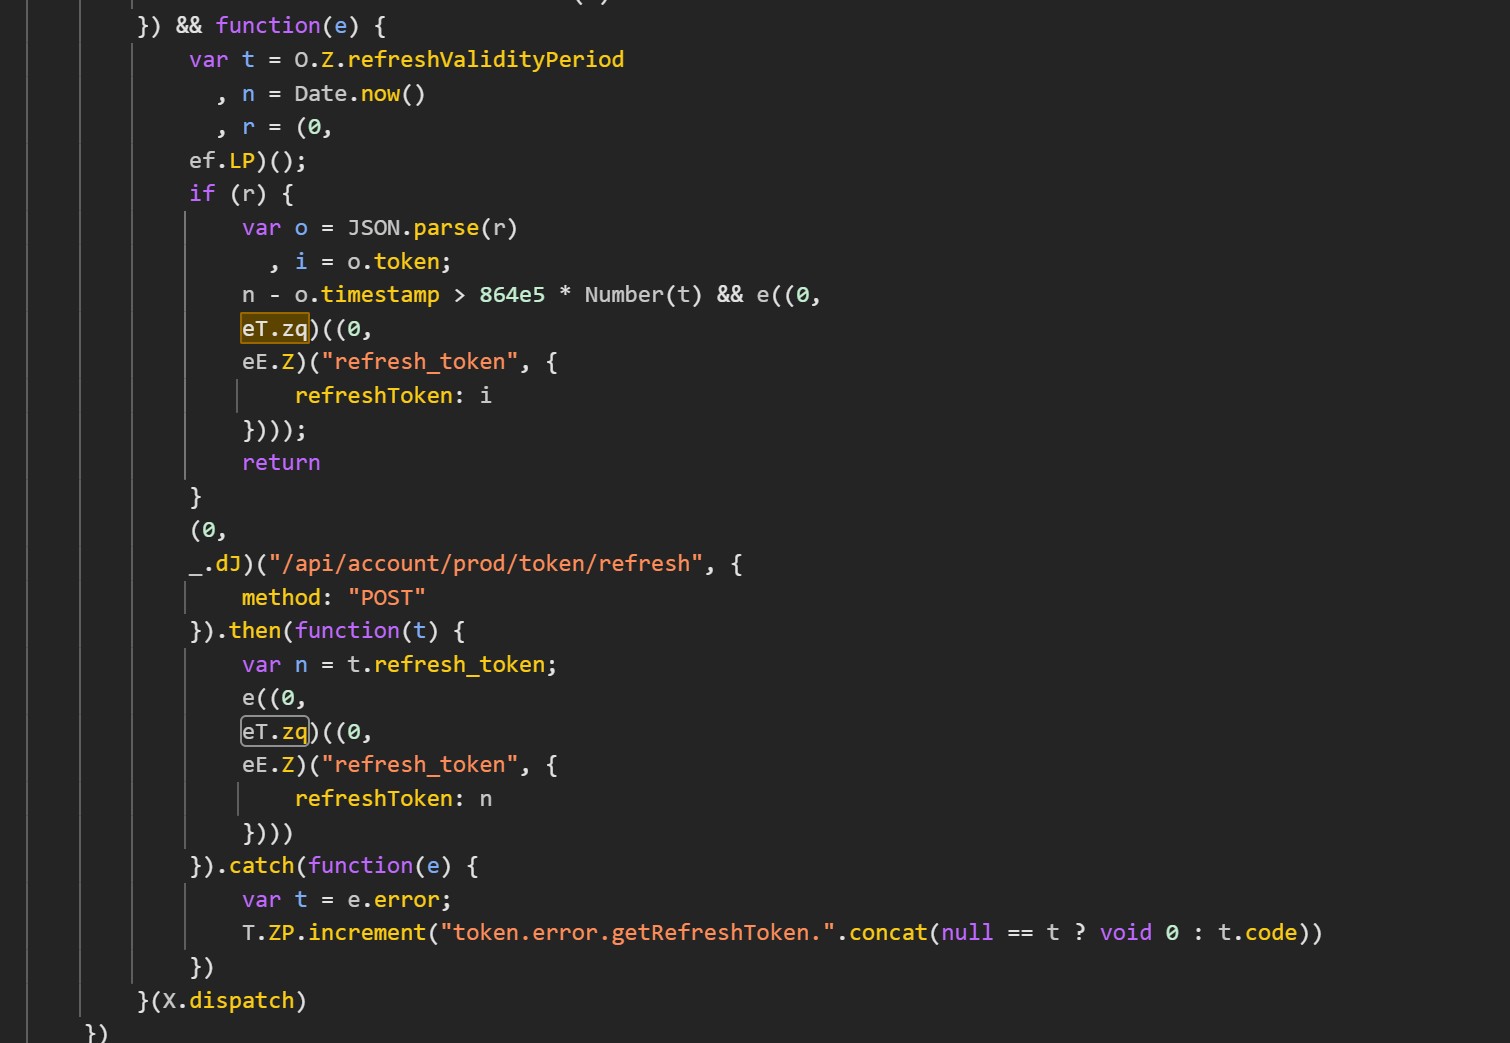 }) && function(e) {
var t = O.Z.refreshValidityPeriod
, n = Date.now()
, r = (0,
ef.LP)();
if (r) {
var o = JSON.parse(r)
, i = o.token;
n - o.timestamp > 864e5 * Number(t) && e((0,
eT.zq)((0,
eE.Z)("refresh_token", {
refreshToken: i
})));
return
}
(0,
_.dJ)("/api/account/prod/token/refresh", {
method: "POST"
}).then(function(t) {
var n = t.refresh_token;
e((0,
eT.zq)((0,
eE.Z)("refresh_token", {
refreshToken: n
})))
}).catch(function(e) {
var t = e.error;
T.ZP.increment("token.error.getRefreshToken.".concat(null == t ? void 0 : t.code))
})
}(X.dispatch)
})